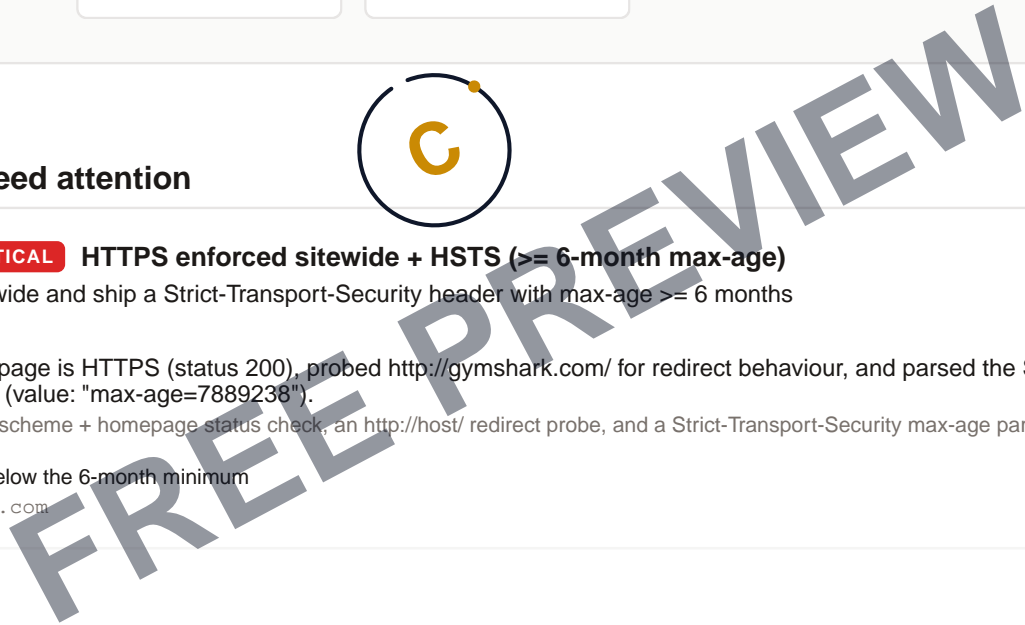 C
eed attention
TICAL HTTPS enforced sitewide + HSTS (>= 6-month max-age)
wide and ship a Strict-Transport-Security header with max-age >= 6 months
page is HTTPS (status 200), probed http://gymshark.com/ for redirect behaviour, and parsed the S
(value: "max-age=7889238").
scheme + homepage status check, an http://host/ redirect probe, and a Strict-Transport-Security max-age par
elow the 6-month minimum
.com
FREE PREVIEW